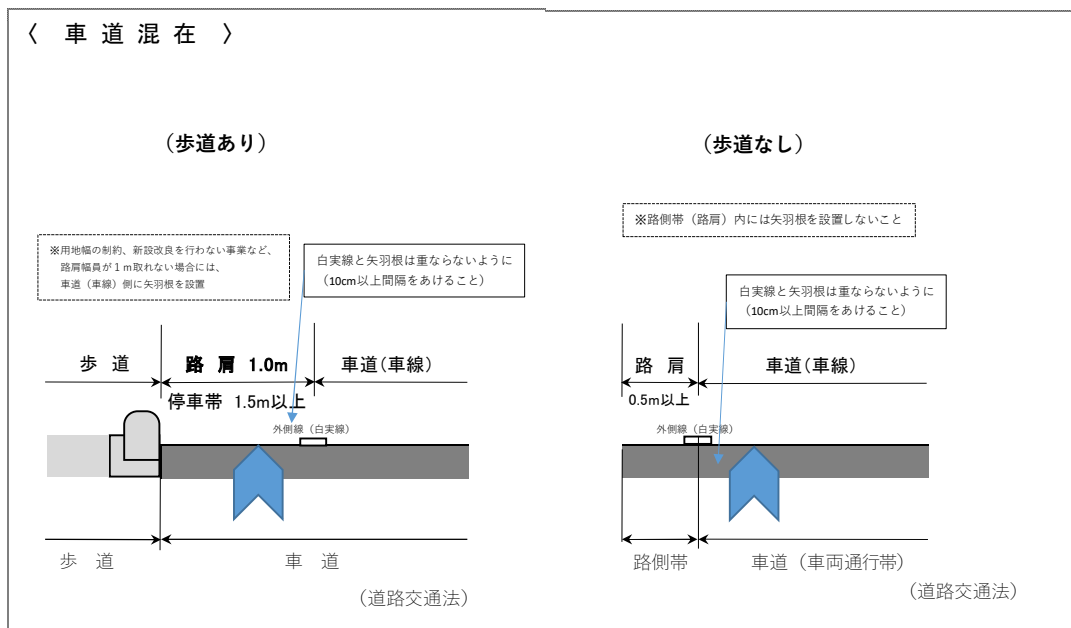 〈 車 道 混 在 〉
（歩道あり）
※用地幅の制約、新設改良を行わない事業など、
路肩幅員が１ｍ取れない場合には、
車道（車線）側に矢羽根を設置
白実線と矢羽根は重ならないように
（10cm以上間隔をあけること）
歩 道
路 肩 1.0m
車道(車線)
停車帯 1.5m以上
外側線（白実線）
歩 道
車 道
（道路交通法）
（歩道なし）
※路側帯（路肩）内には矢羽根を設置しないこと
白実線と矢羽根は重ならないように
（10cm以上間隔をあけること）
路 肩
車道(車線)
0.5m以上
外側線（白実線）
路側帯
車道（車両通行帯）
（道路交通法）